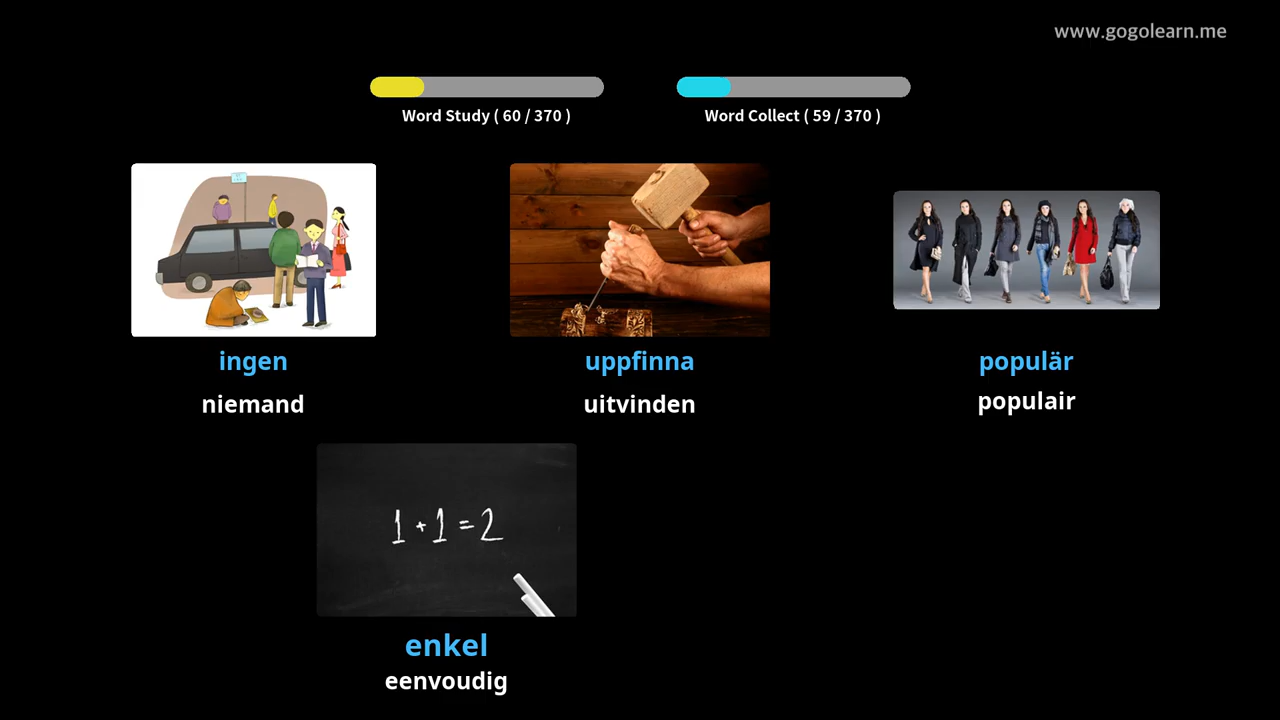 www.gogolearn.me
Word Study ( 60 / 370 )
Word Collect ( 59 / 370 )
ingen
niemand
uppfinna
uitvinden
populär
populair
1 + 1 = 2
enkel
eenvoudig